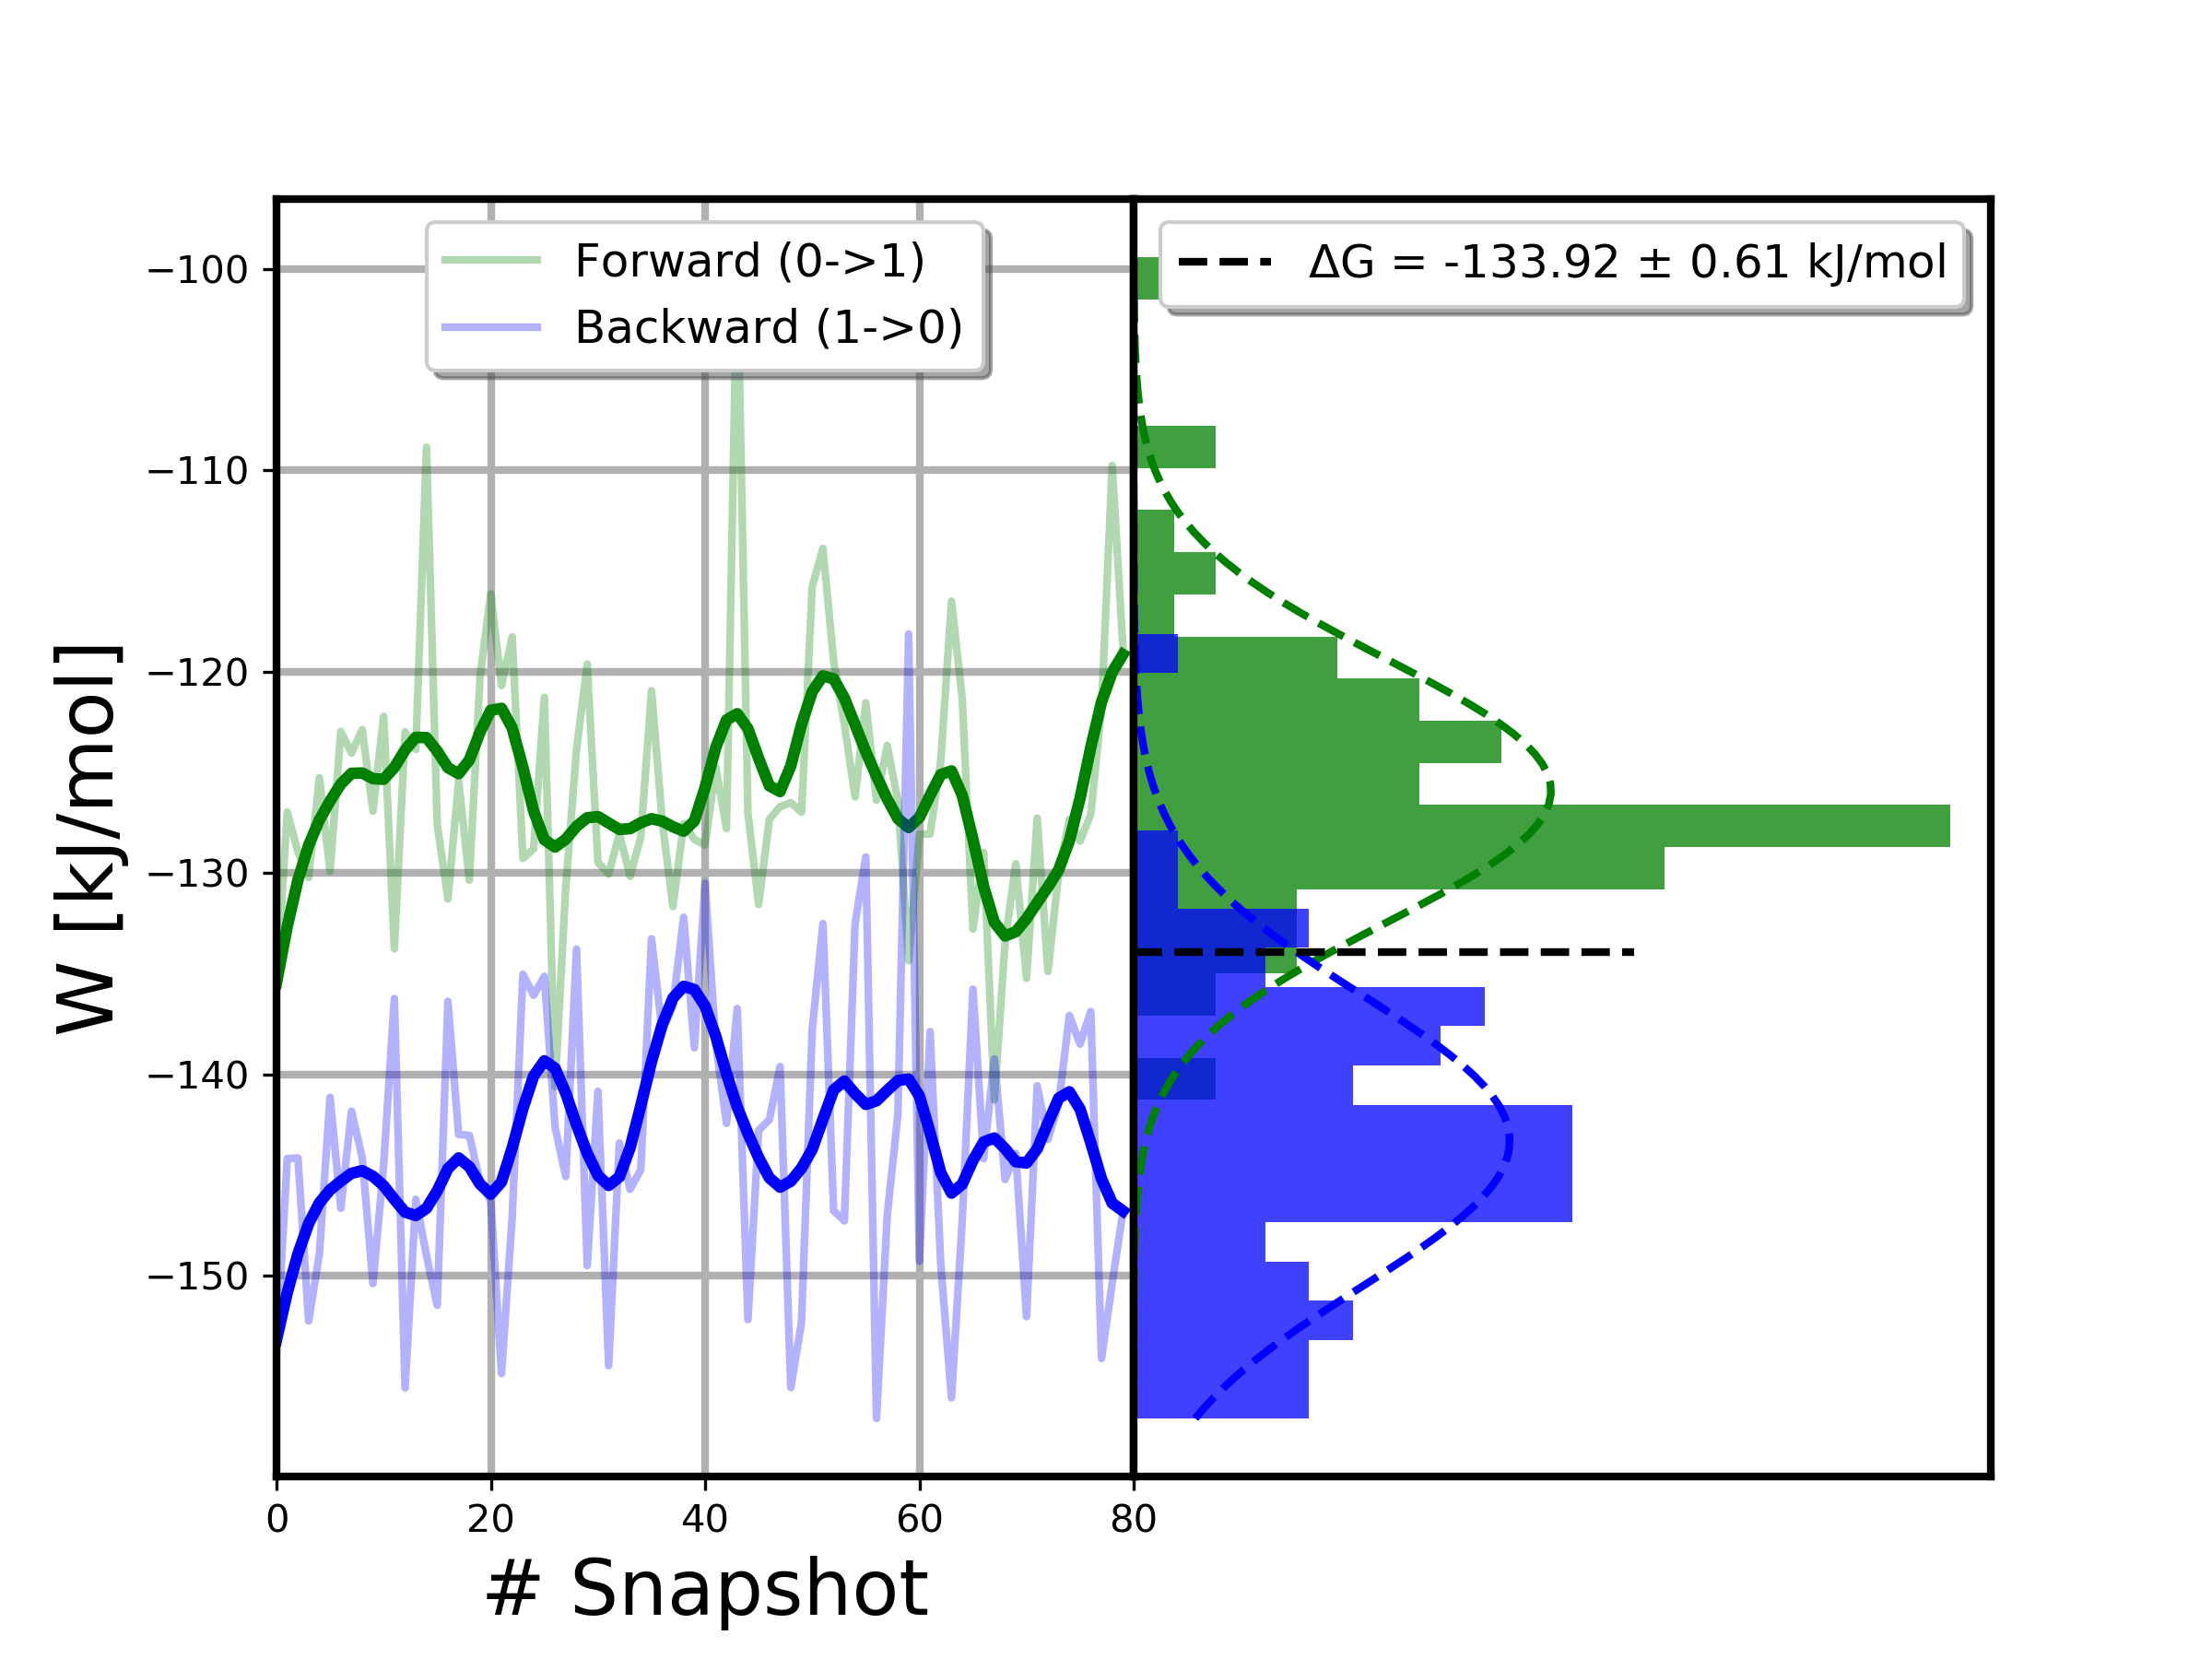 Forward (0->1)
Backward (1->0)
ΔG = -133.92 ± 0.61 kJ/mol
W [kJ/mol]
−100
−110
−120
−130
−140
−150
0 20 40 60 80
# Snapshot